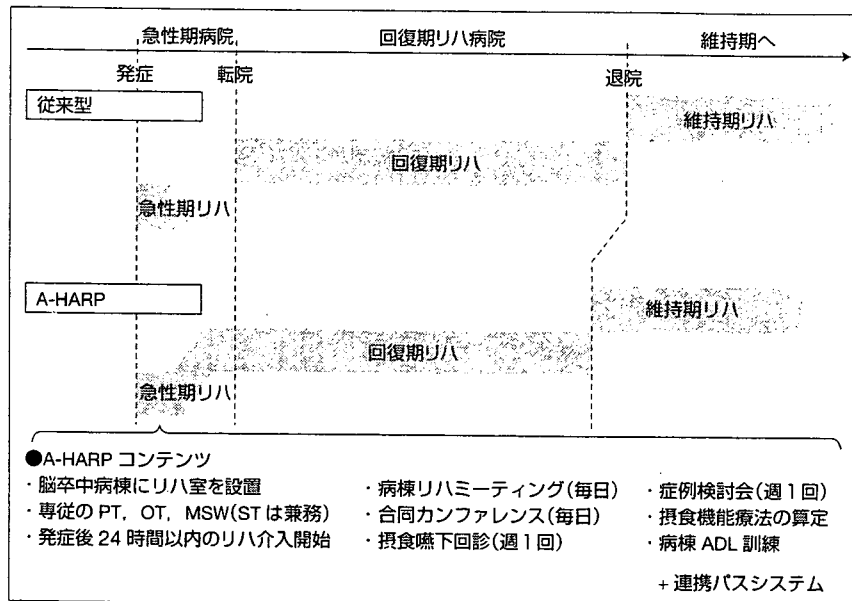 急性期病院 回復期リハ病院 維持期へ
発症 転院 退院
従来型
維持期リハ
回復期リハ
急性期リハ
A-HARP
維持期リハ
回復期リハ
急性期リハ
●A-HARP コンテンツ
・脳卒中病棟にリハ室を設置
・専従の PT，OT，MSW(ST は兼務)
・発症後 24 時間以内のリハ介入開始
・病棟リハミーティング(毎日)
・合同カンファレンス(毎日)
・摂食嚥下回診(週 1 回)
・症例検討会(週 1 回)
・摂食機能療法の算定
・病棟 ADL 訓練
+ 連携パスシステム